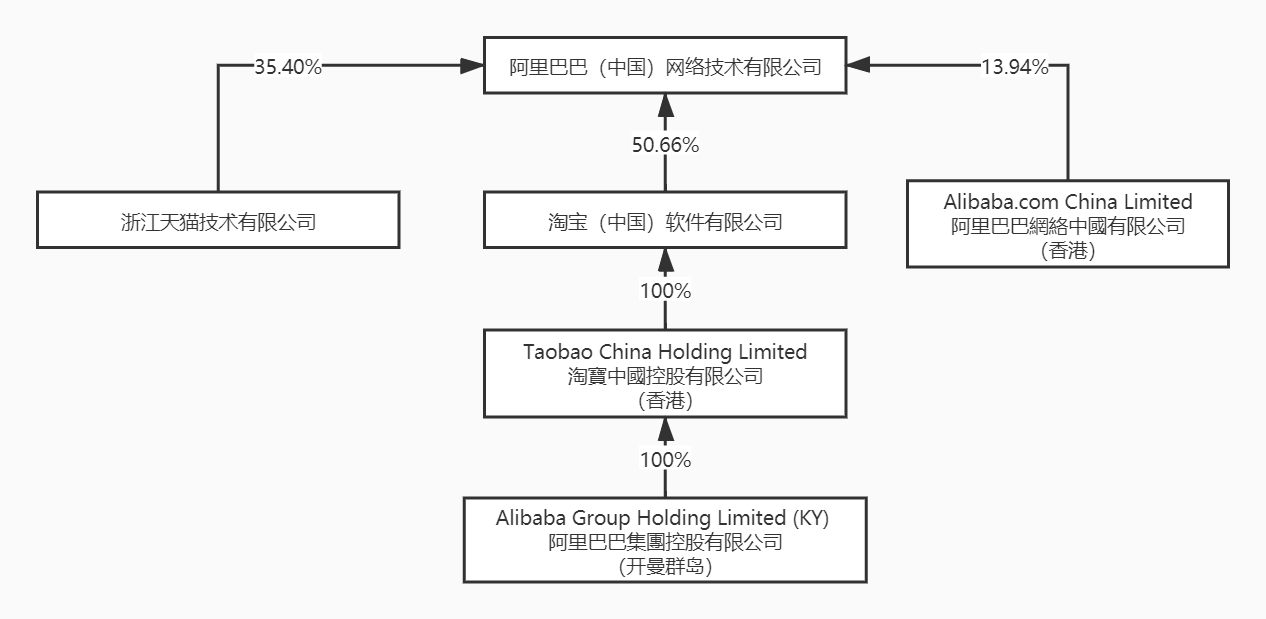 阿里巴巴（中国）网络技术有限公司
35.40%
13.94%
50.66%
浙江天猫技术有限公司
淘宝（中国）软件有限公司
Alibaba.com China Limited
阿里巴巴網絡中國有限公司
（香港）
100%
Taobao China Holding Limited
淘寶中國控股有限公司
（香港）
100%
Alibaba Group Holding Limited (KY)
阿里巴巴集團控股有限公司
（开曼群岛）